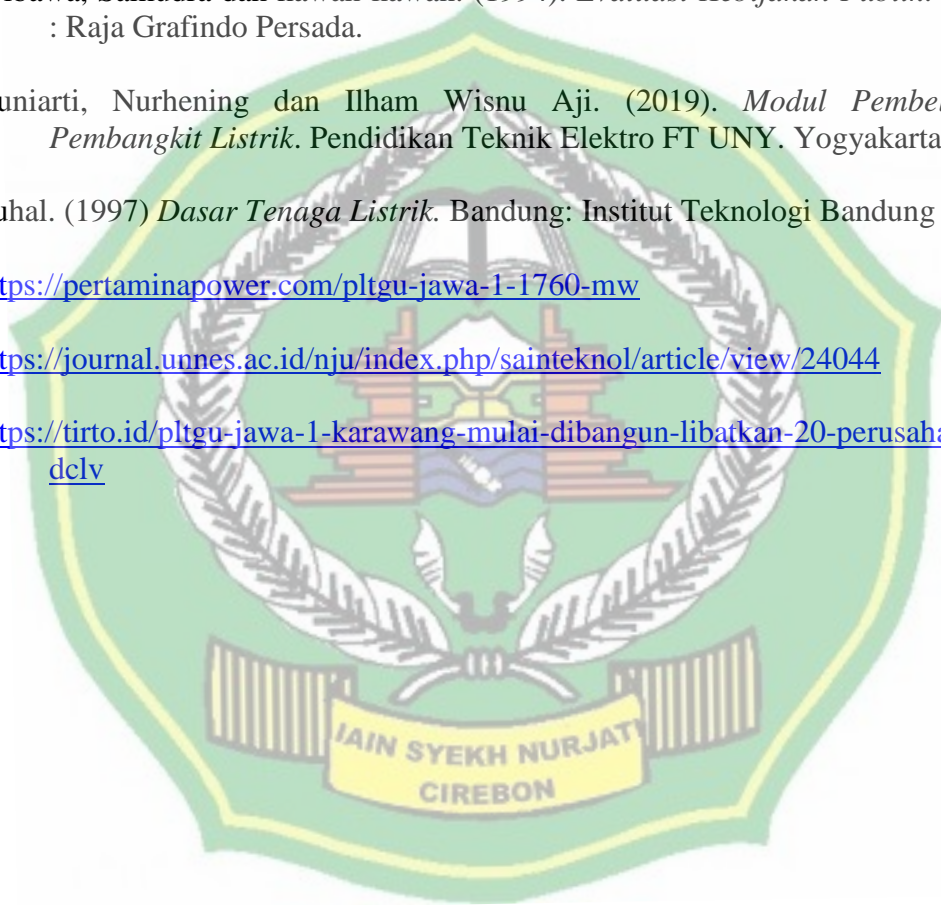 : Raja Grafindo Persada.
uniarti, Nurhening dan Ilham Wisnu Aji. (2019). Modul Pembel
Pembangkit Listrik. Pendidikan Teknik Elektro FT UNY. Yogyakarta
uhal. (1997) Dasar Tenaga Listrik. Bandung: Institut Teknologi Bandung
tps://pertaminapower.com/pltgu-jawa-1-1760-mw
tps://journal.unnes.ac.id/nju/index.php/sainteknol/article/view/24044
tps://tirto.id/pltgu-jawa-1-karawang-mulai-dibangun-libatkan-20-perusaha
dclv
IAIN SYEKH NURJATI
CIREBON